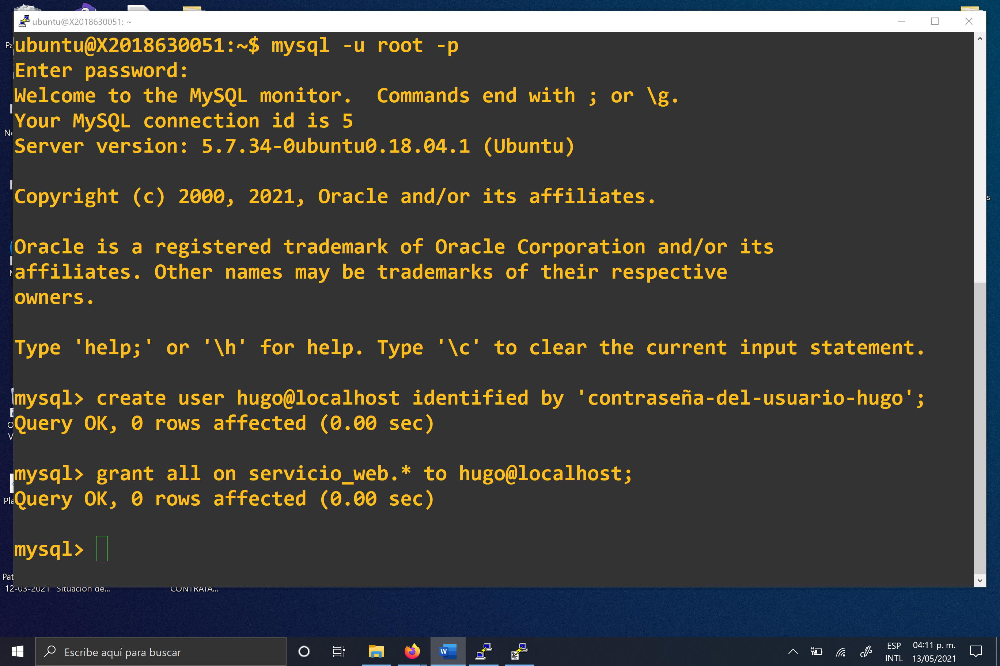 ubuntu@X2018630051: ~
ubuntu@X2018630051:~$ mysql -u root -p
Enter password:
Welcome to the MySQL monitor.  Commands end with ; or \g.
Your MySQL connection id is 5
Server version: 5.7.34-0ubuntu0.18.04.1 (Ubuntu)
Copyright (c) 2000, 2021, Oracle and/or its affiliates.
Oracle is a registered trademark of Oracle Corporation and/or its
affiliates. Other names may be trademarks of their respective
owners.
Type 'help;' or '\h' for help. Type '\c' to clear the current input statement.
mysql> create user hugo@localhost identified by 'contraseña-del-usuario-hugo';
Query OK, 0 rows affected (0.00 sec)
mysql> grant all on servicio_web.* to hugo@localhost;
Query OK, 0 rows affected (0.00 sec)
mysql>
12-03-2021 Situación de... CONTRATA...
Escribe aquí para buscar
ESP
INTL
04:11 p. m.
13/05/2021